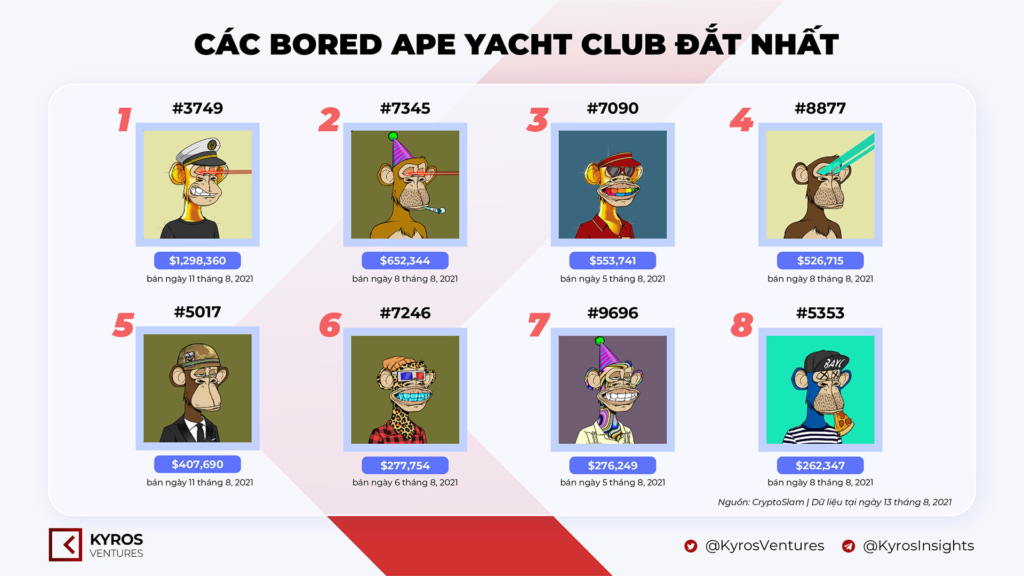 CÁC BORED APE YACHT CLUB ĐẮT NHẤT
1
#3749
$1,298,360
bán ngày 11 tháng 8, 2021
2
#7345
$652,344
bán ngày 8 tháng 8, 2021
3
#7090
$553,741
bán ngày 5 tháng 8, 2021
4
#8877
$526,715
bán ngày 8 tháng 8, 2021
5
#5017
$407,690
bán ngày 11 tháng 8, 2021
6
#7246
$277,754
bán ngày 6 tháng 8, 2021
7
#9696
$276,249
bán ngày 5 tháng 8, 2021
8
#5353
BAYC
$262,347
bán ngày 8 tháng 8, 2021
Nguồn: CryptoSlam | Dữ liệu tại ngày 13 tháng 8, 2021
KYROS
VENTURES
@KyrosVentures
@KyrosInsights